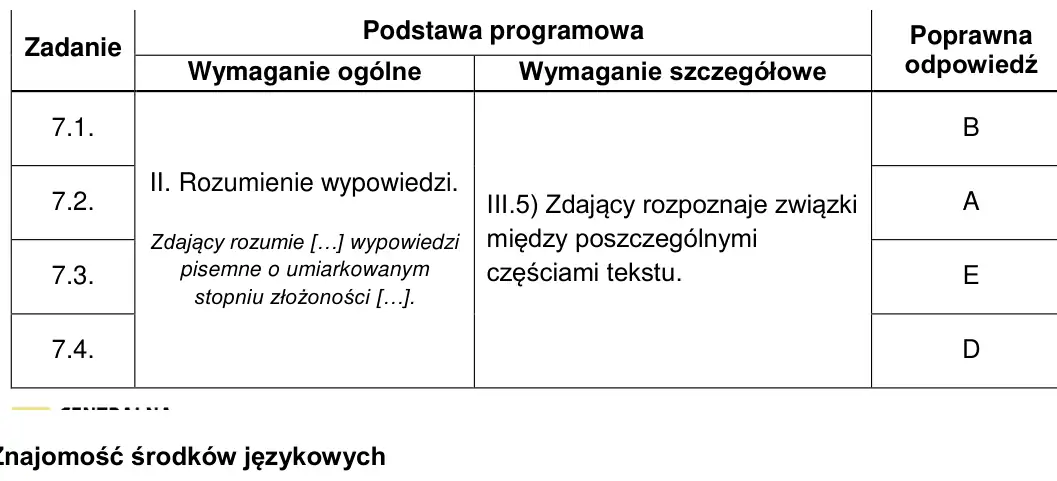 Zadanie
Podstawa programowa
Poprawna
odpowiedź
Wymaganie ogólne
Wymaganie szczegółowe
7.1.
II. Rozumienie wypowiedzi.
Zdający rozumie […] wypowiedzi
pisemne o umiarkowanym
stopniu złożoności […].
III.5) Zdający rozpoznaje związki
między poszczególnymi
częściami tekstu.
B
7.2.
A
7.3.
E
7.4.
D
CENTRALNA
Znajomość środków językowych